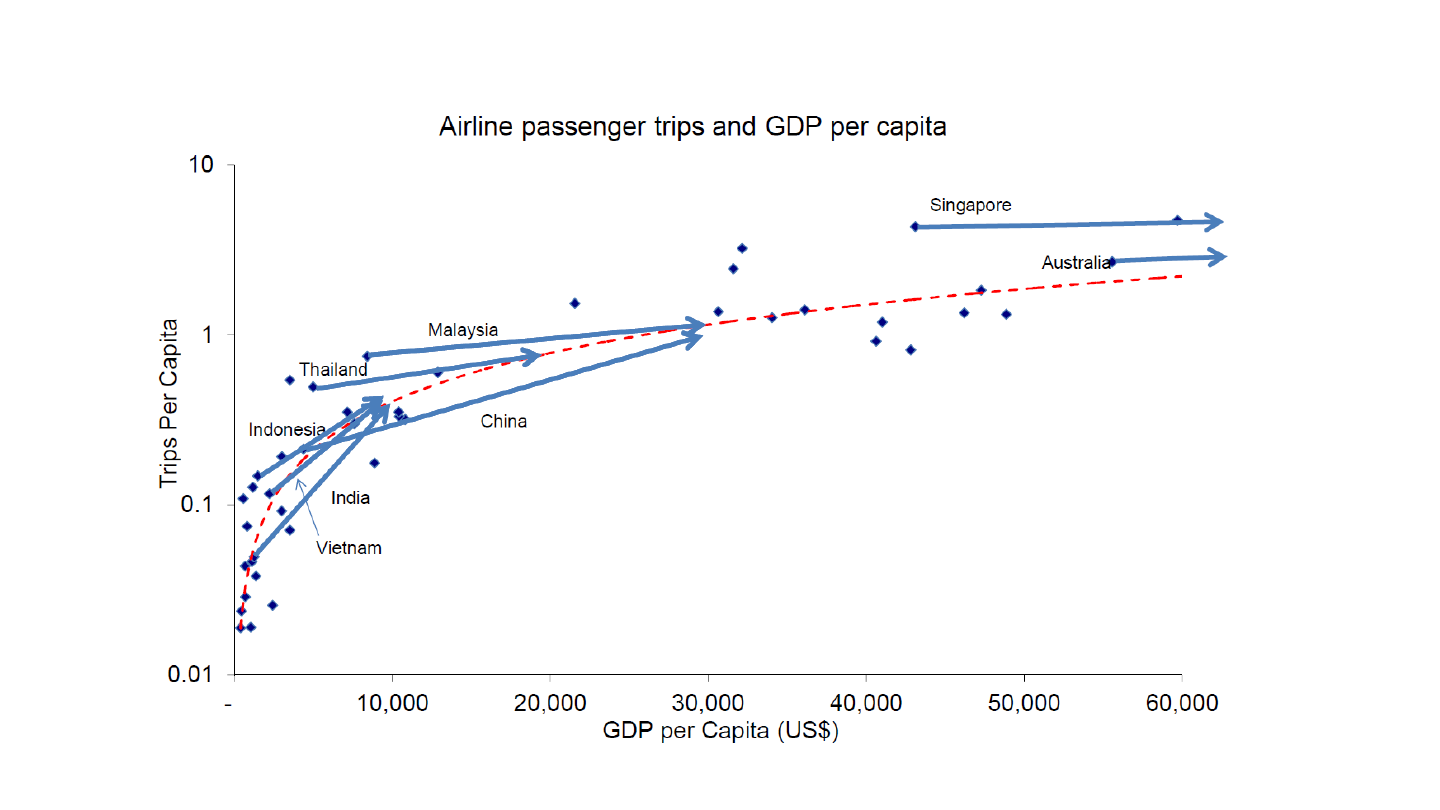 Airline passenger trips and GDP per capita
10
Singapore
Australia
1
Malaysia
Thailand
China
Indonesia
0.1
India
Vietnam
0.01
Trips Per Capita
- 10,000 20,000 30,000 40,000 50,000 60,000
GDP per Capita (US$)